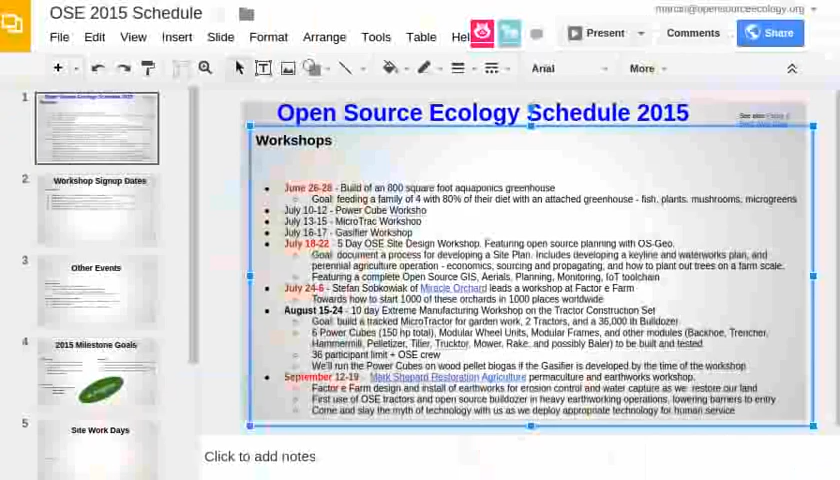 OSE 2015 Schedule
marcin@opensourceecology.org
File Edit View Insert Slide Format Arrange Tools Table Hel
Present Comments Share
Arial More
1
Open Source Ecology Schedule 2015
2
Workshop Signup Dates
3
Other Events
4
2015 Milestone Goals
5
Site Work Days
Open Source Ecology Schedule 2015
See also
Workshops
June 26-28 - Build of an 800 square foot aquaponics greenhouse
Goal: feeding a family of 4 with 80% of their diet with an attached greenhouse - fish, plants, mushrooms, microgreens
July 10-12 - Power Cube Worksho
July 13-15 - MicroTrac Workshop
July 16-17 - Gasifier Workshop
July 18-22 - 5 Day OSE Site Design Workshop. Featuring open source planning with OS-Geo.
Goal: document a process for developing a Site Plan. Includes developing a keyline and waterworks plan, and
perennial agriculture operation - economics, sourcing and propagating, and how to plant out trees on a farm scale.
Featuring a complete Open Source GIS, Aerials, Planning, Monitoring, IoT toolchain
July 24-6 - Stefan Sobkowiak of Miracle Orchard leads a workshop at Factor e Farm
Towards how to start 1000 of these orchards in 1000 places worldwide
August 15-24 - 10 day Extreme Manufacturing Workshop on the Tractor Construction Set
Goal: build a tracked MicroTractor for garden work, 2 Tractors, and a 36,000 lb Bulldozer
6 Power Cubes (150 hp total), Modular Wheel Units, Modular Frames, and other modules (Backhoe, Trencher,
Hammermill, Pelletizer, Tiller, Trucktor, Mower, Rake, and possibly Baler) to be built and tested
36 participant limit + OSE crew
We'll run the Power Cubes on wood pellet biogas if the Gasifier is developed by the time of the workshop
September 12-19 - Mark Shepard Restoration Agriculture permaculture and earthworks workshop.
Factor e Farm design and install of earthworks for erosion control and water capture as we restore our land
First use of OSE tractors and open source buildozer in heavy earthworking operations, lowering barriers to entry
Come and slay the myth of technology with us as we deploy appropriate technology for human service
Click to add notes